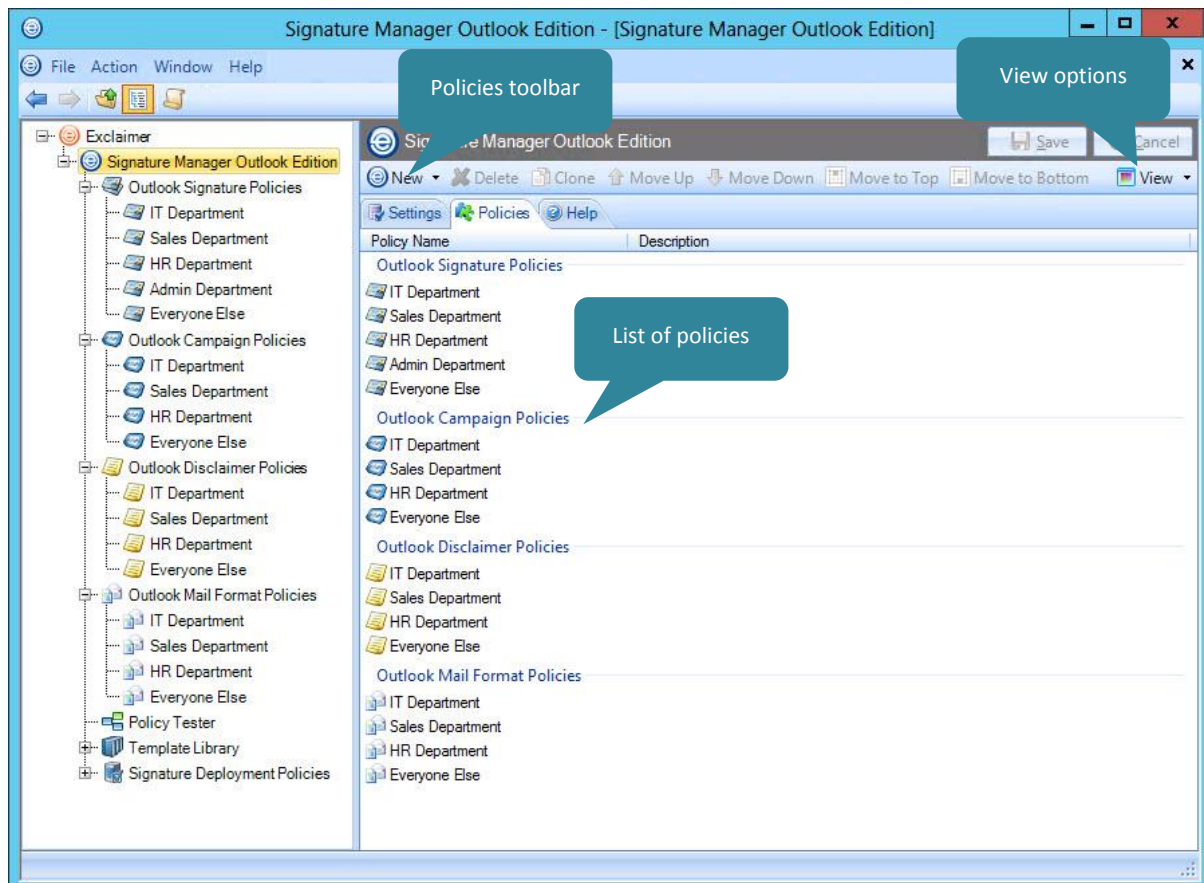 Signature Manager Outlook Edition - [Signature Manager Outlook Edition]
File Action Window Help
Policies toolbar
View options
Exclaimer
Signature Manager Outlook Edition
Outlook Signature Policies
IT Department
Sales Department
HR Department
Admin Department
Everyone Else
Outlook Campaign Policies
IT Department
Sales Department
HR Department
Everyone Else
Outlook Disclaimer Policies
IT Department
Sales Department
HR Department
Everyone Else
Outlook Mail Format Policies
IT Department
Sales Department
HR Department
Everyone Else
Policy Tester
Template Library
Signature Deployment Policies
Manager Outlook Edition
Save Cancel
New Delete Clone Move Up Move Down Move to Top Move to Bottom View
Settings Policies Help
Policy Name Description
Outlook Signature Policies
IT Department
Sales Department
HR Department
Admin Department
Everyone Else
List of policies
Outlook Campaign Policies
IT Department
Sales Department
HR Department
Everyone Else
Outlook Disclaimer Policies
IT Department
Sales Department
HR Department
Everyone Else
Outlook Mail Format Policies
IT Department
Sales Department
HR Department
Everyone Else